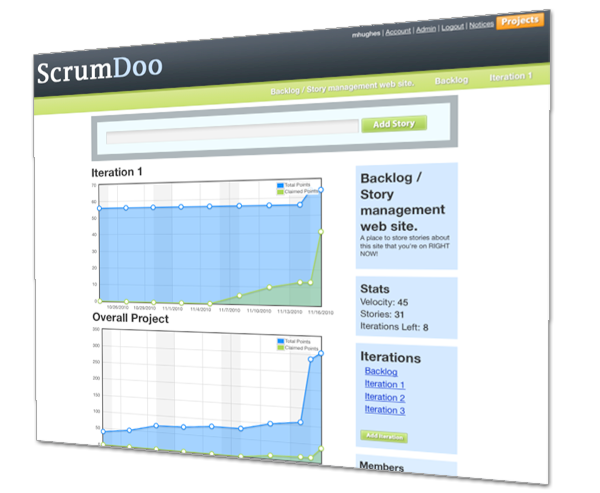 mhughes | Account | Admin | Logout | Notices Projects
ScrumDoo
Backlog / Story management web site. Backlog Iteration 1
Add Story
Iteration 1
Total Points
Claimed Points
70
60
50
40
30
20
10
0
10/26/2010 10/29/2010 11/1/2010 11/4/2010 11/7/2010 11/10/2010 11/13/2010 11/16/2010
Backlog /
Story
management
web site.
A place to store stories about
this site that you're on RIGHT
NOW!
Stats
Velocity: 45
Stories: 31
Iterations Left: 8
Overall Project
Total Points
Claimed Points
350
300
250
200
150
100
50
Iterations
Backlog
Iteration 1
Iteration 2
Iteration 3
Add Iteration
Members